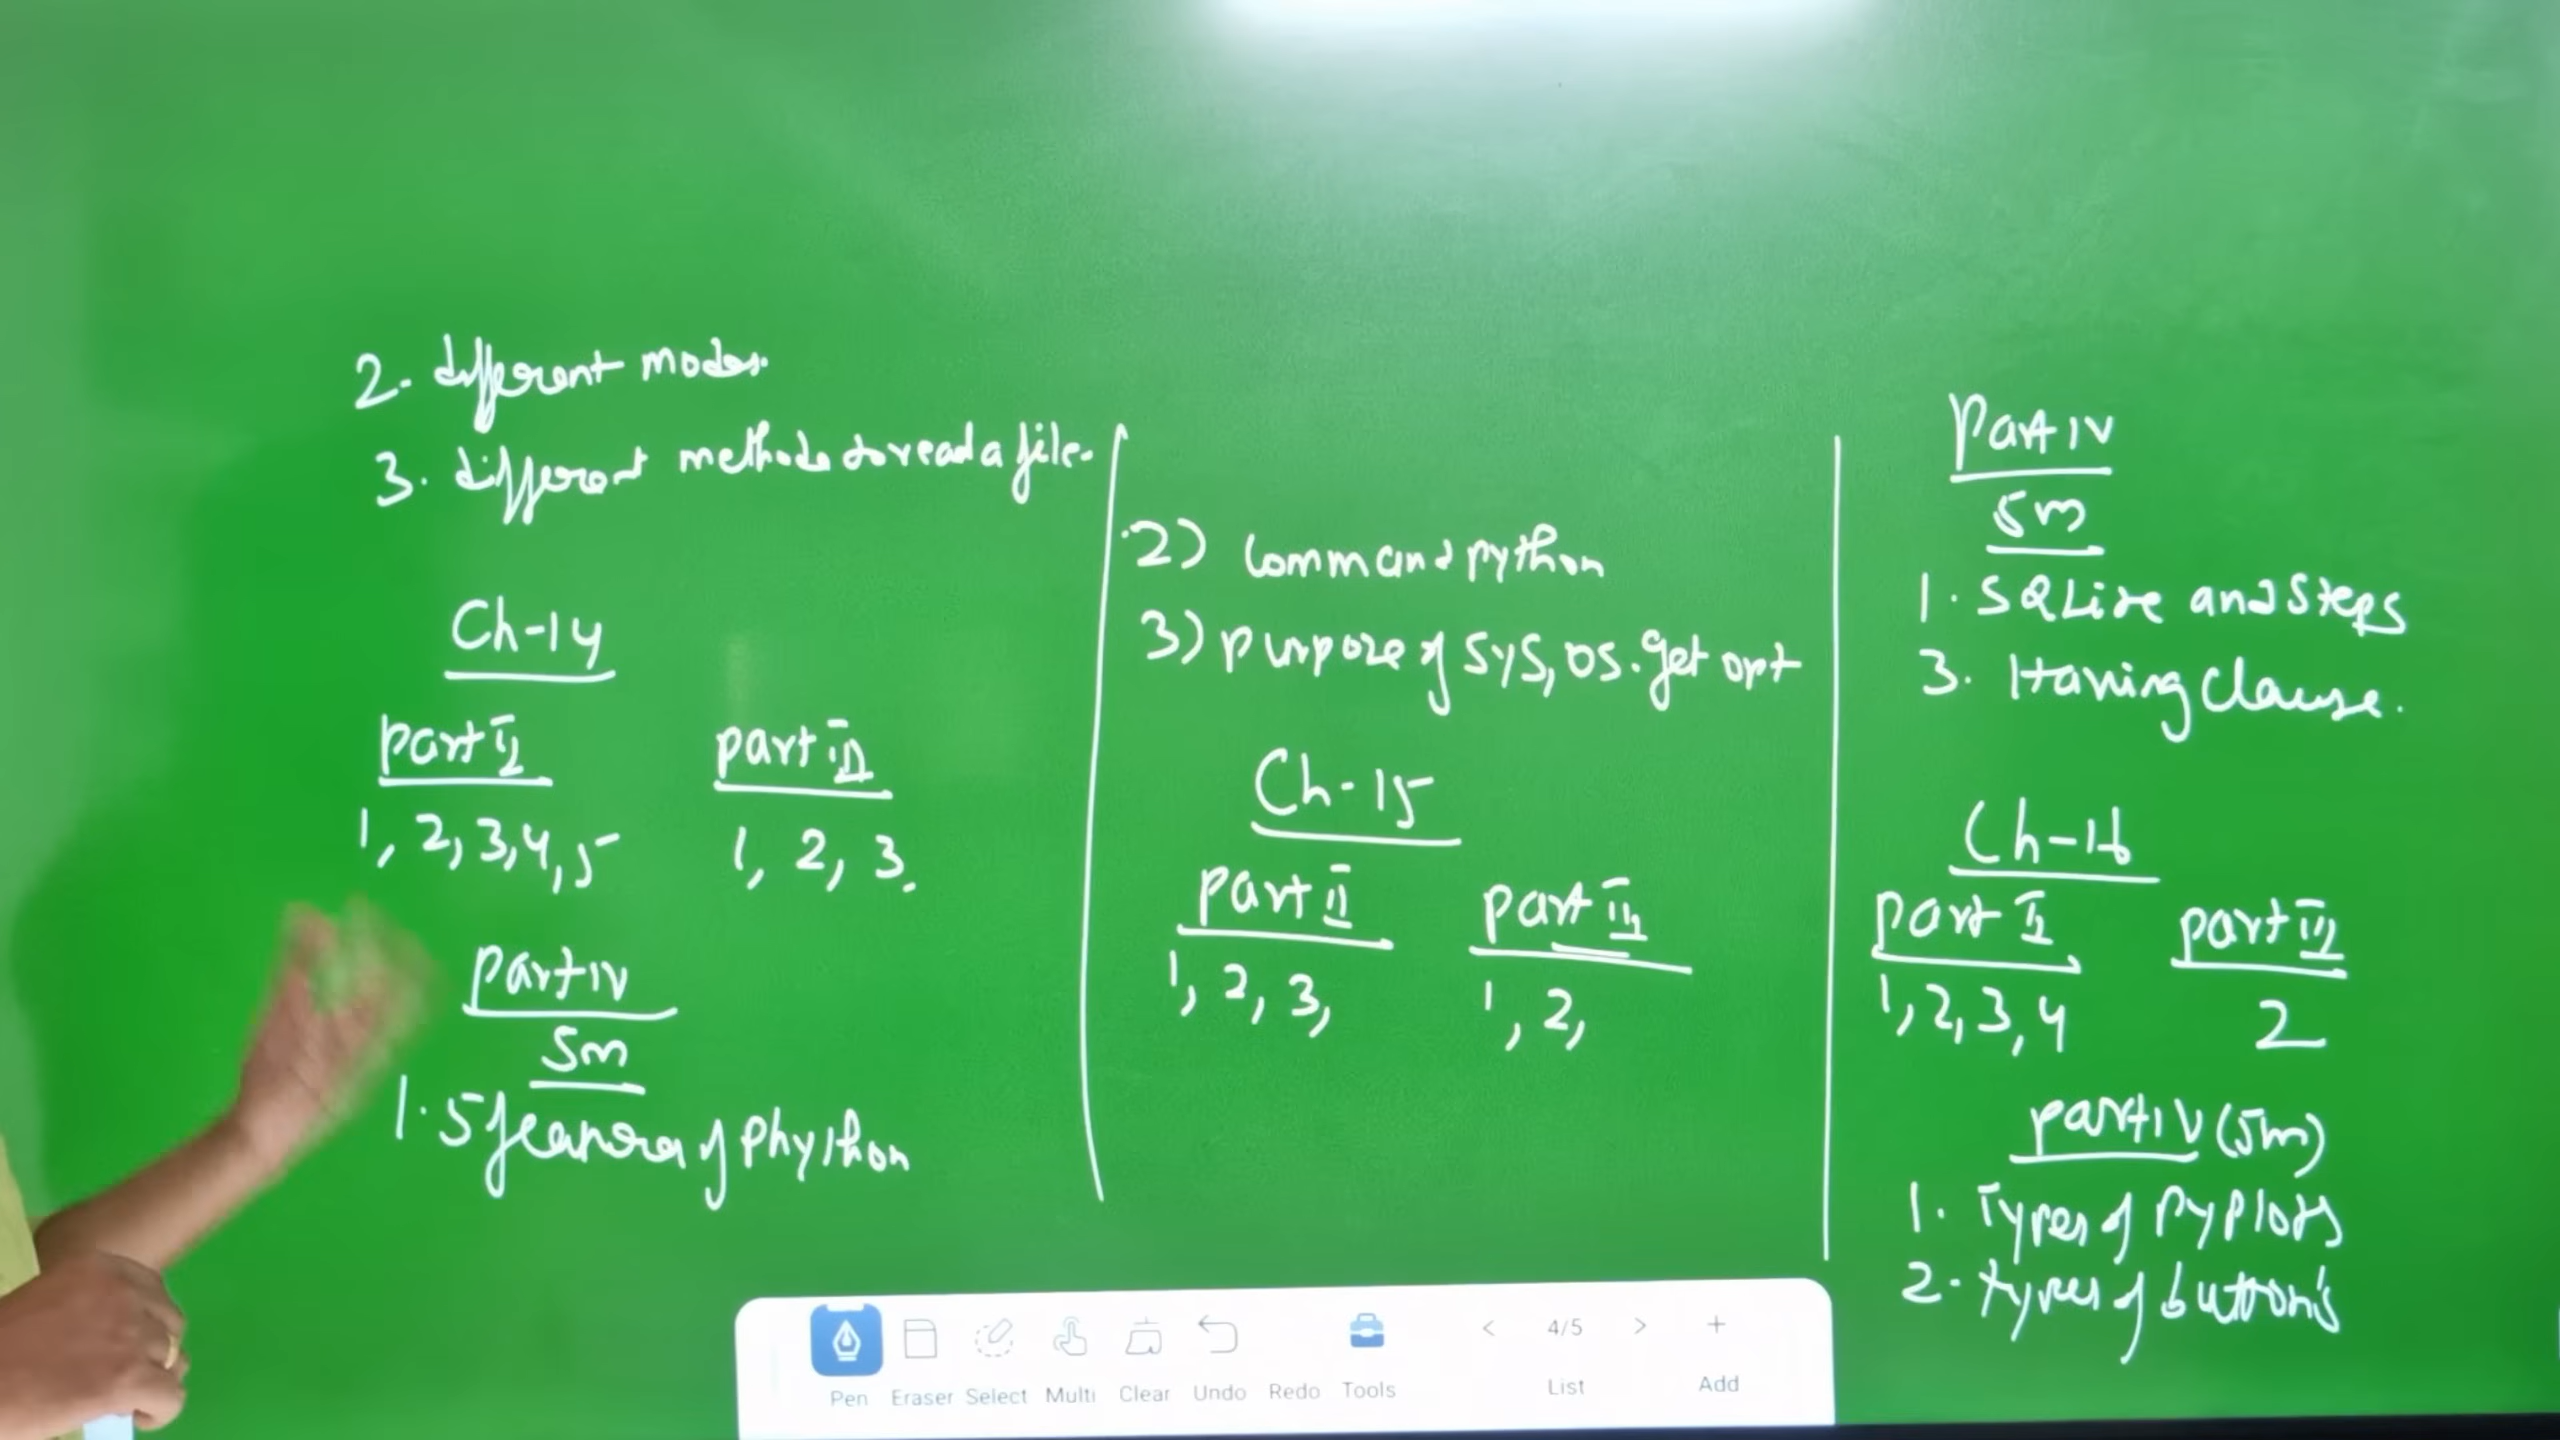 2. different modes.
3. different methods to read a file.
Ch-14
part II
part III
1, 2, 3, 4, 5
1, 2, 3.
part IV
5m
1. 5 features of phython
2) Command python
3) purpose of sys, os. get opt
Ch-15
part II
part III
1, 2, 3,
1, 2,
Part IV
5m
1. SQLite and Steps
3. Having Clause.
Ch-16
part II
part III
1, 2, 3, 4
2
part IV (5m)
1. Types of pyplots
2. types of button's
Pen Eraser Select Multi Clear Undo Redo Tools
< 4/5 > +
List Add